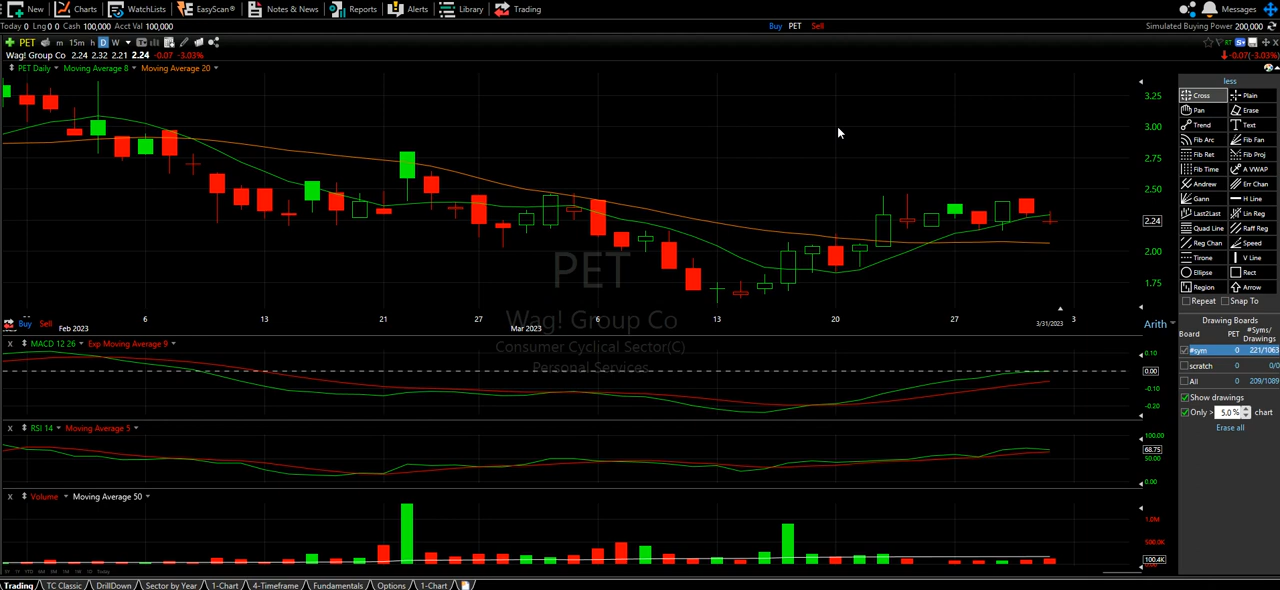 New Charts WatchLists EasyScan® Notes & News Reports Alerts Library Trading Messages
Today 0 Lng 0 0 Cash 100,000 Acct Val 100,000 Buy PET Sell Simulated Buying Power 200,000
PET m 15m h D W
Wag! Group Co 2.24 2.32 2.21 2.24 -0.07 -3.03% -0.07(-3.03%)
PET Daily Moving Average 8 Moving Average 20
less
Cross Plain
Pan Erase
Trend Text
Fib Arc Fib Fan
Fib Ret Fib Proj
Fib Time A VWAP
Andrew Err Chan
Gann H Line
Last2Last Lin Reg
Quad Line Raff Reg
Reg Chan Speed
Tirone V Line
Ellipse Rect
Region Arrow
Repeat Snap To
3.25
3.00
2.75
2.50
2.24
2.00
1.75
PET
Wag! Group Co
Consumer Cyclical Sector(C)
Personal Services
Buy Sell
6 13 21 27 6 13 20 27 3
Feb 2023 Mar 2023 3/31/2023
Arith
Drawing Boards
Board PET #Syms/Drawings
#sym 0 221/1063
scratch 0 0/0
All 0 209/1089
Show drawings
Only > 5.0 % chart
Erase all
MACD 12 26 Exp Moving Average 9
0.10
0.00
-0.10
-0.20
RSI 14 Moving Average 5
100.00
68.75
50.00
0.00
Volume Moving Average 50
1.0M
500.0K
100.4K
Trading TC Classic DrillDown Sector by Year 1-Chart 4-Timeframe Fundamentals Options 1-Chart